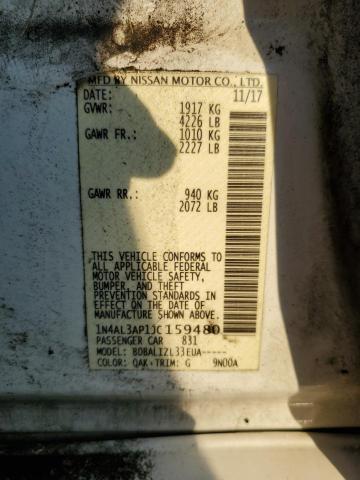 MFD BY NISSAN MOTOR CO., LTD.
DATE: 11/17
GVWR: 1917 KG
4226 LB
GAWR FR.: 1010 KG
2227 LB
GAWR RR.: 940 KG
2072 LB
THIS VEHICLE CONFORMS TO
ALL APPLICABLE FEDERAL
MOTOR VEHICLE SAFETY,
BUMPER, AND THEFT
PREVENTION STANDARDS
IN EFFECT ON THE DATE OF
MANUFACTURE SHOWN ABOVE.
1N4AL3AP1JC159480
PASSENGER CAR 831
MODEL: BDBALIZL33EUA-----
COLOR: QAK TRIM: G 9N00A